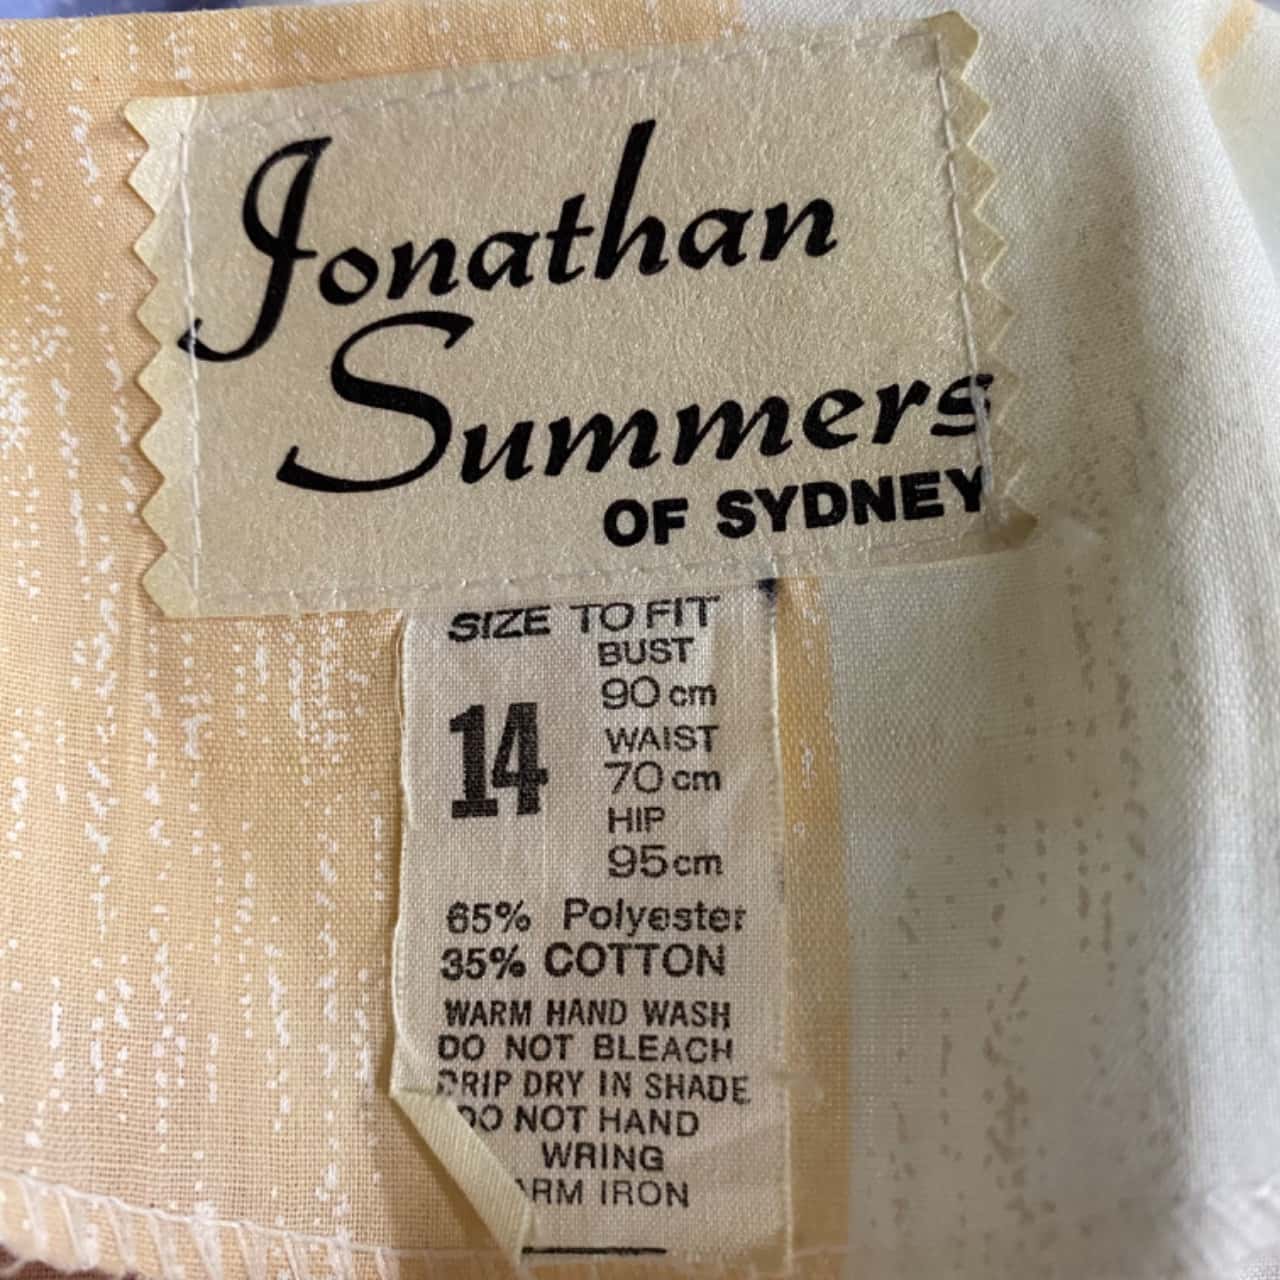 Jonathan
Summers
OF SYDNEY
SIZE TO FIT
BUST
90 cm
14
WAIST
70 cm
HIP
95 cm
65% Polyester
35% COTTON
WARM HAND WASH
DO NOT BLEACH
DRIP DRY IN SHADE
DO NOT HAND
WRING
ARM IRON